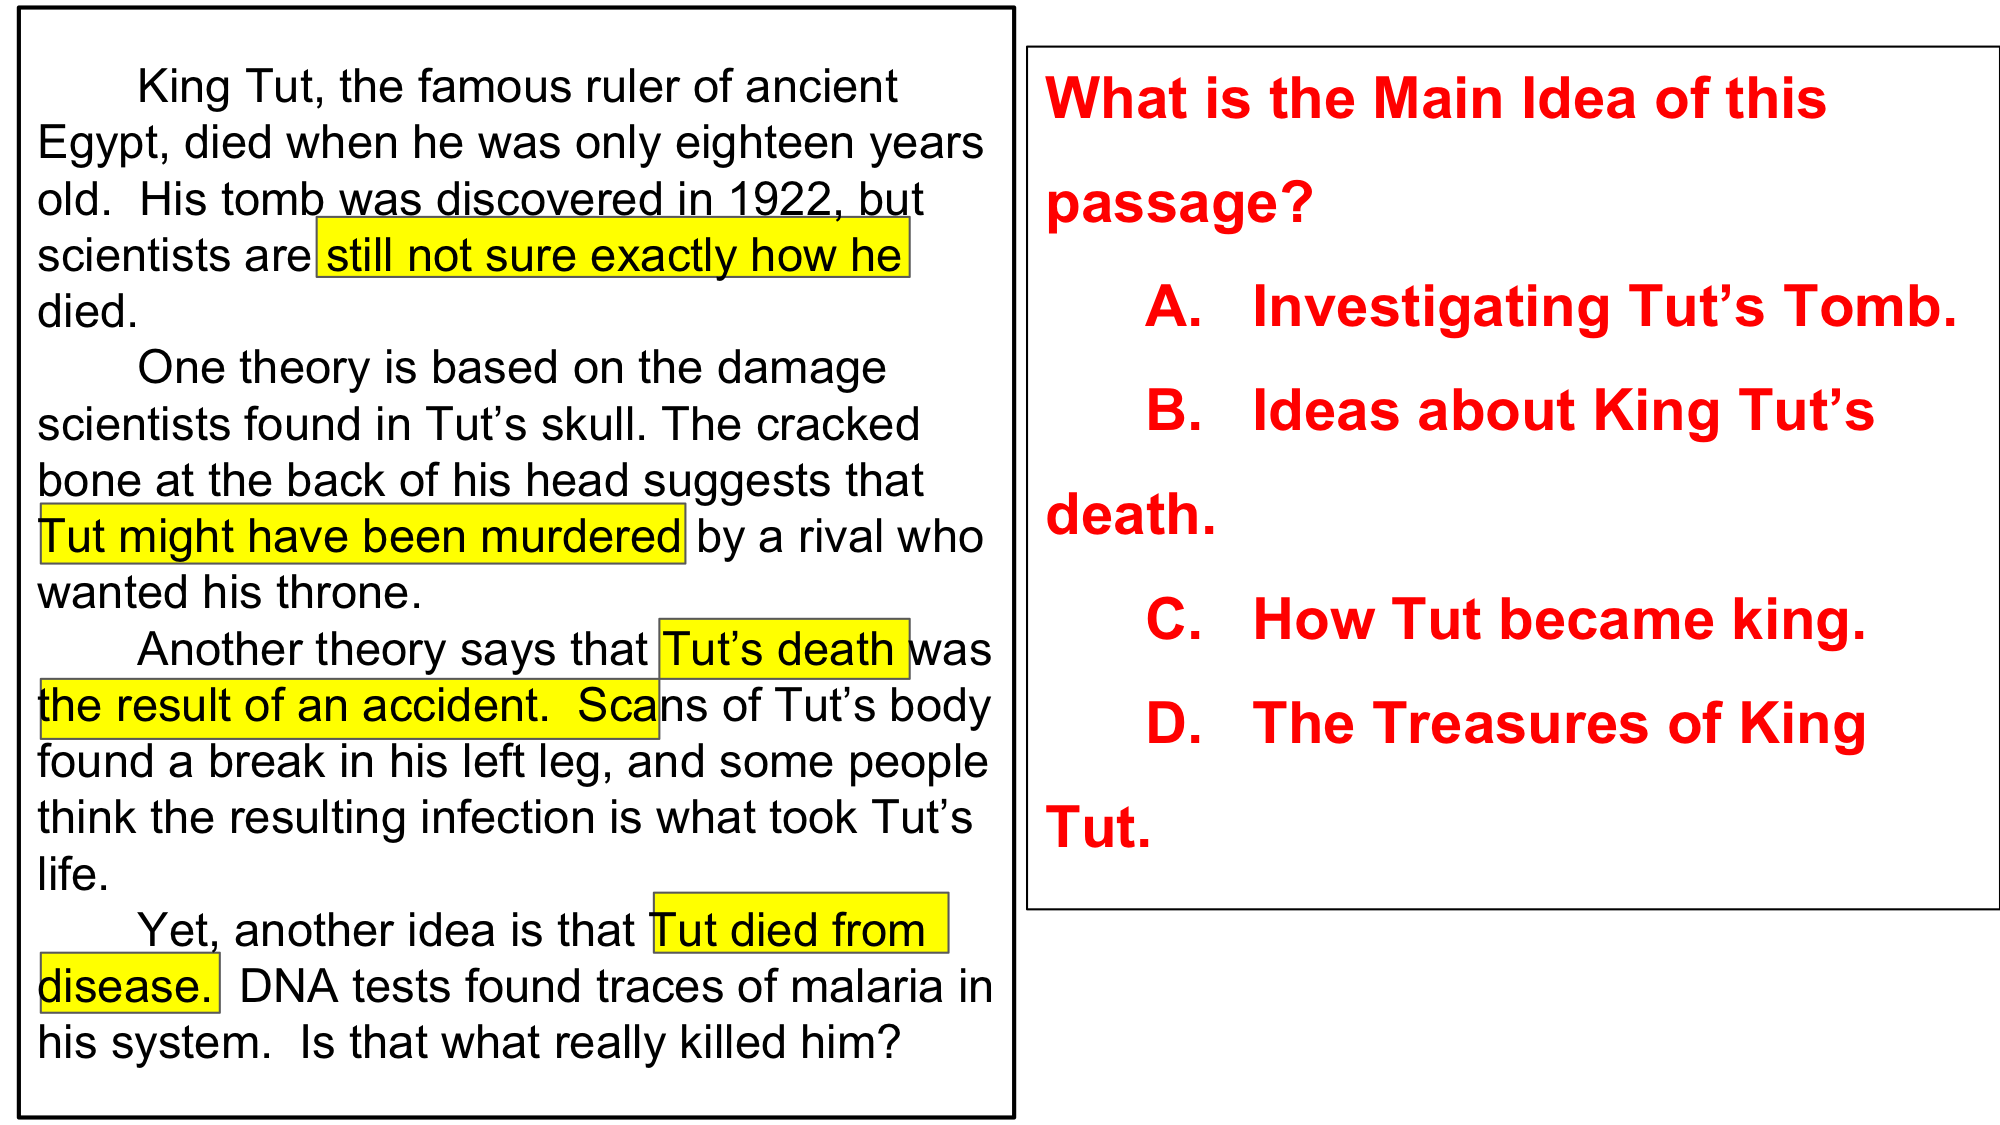 King Tut, the famous ruler of ancient
Egypt, died when he was only eighteen years
old.  His tomb was discovered in 1922, but
scientists are still not sure exactly how he
died.
One theory is based on the damage
scientists found in Tut’s skull. The cracked
bone at the back of his head suggests that
Tut might have been murdered by a rival who
wanted his throne.
Another theory says that Tut’s death was
the result of an accident.  Scans of Tut’s body
found a break in his left leg, and some people
think the resulting infection is what took Tut’s
life.
Yet, another idea is that Tut died from
disease.  DNA tests found traces of malaria in
his system.  Is that what really killed him?
What is the Main Idea of this
passage?
A. Investigating Tut’s Tomb.
B. Ideas about King Tut’s
death.
C. How Tut became king.
D. The Treasures of King
Tut.